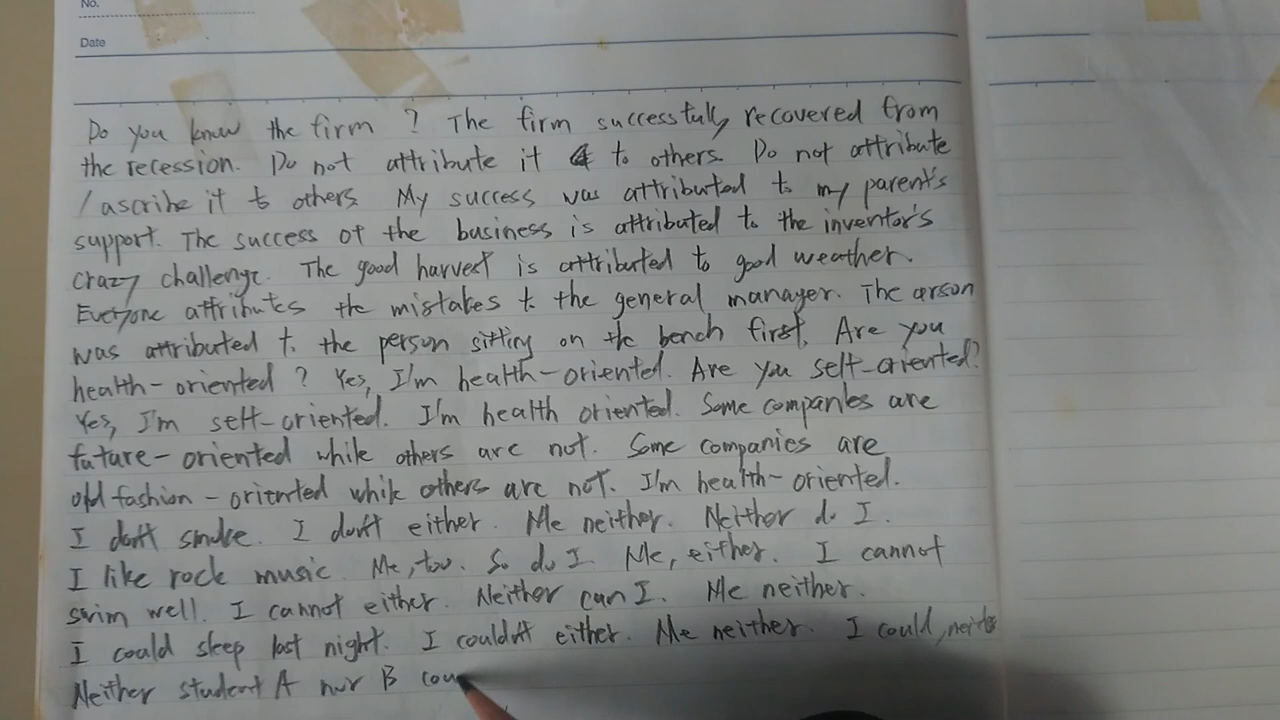 No.
Date
Do you know the firm ? The firm successfully recovered from
the recession. Do not attribute it to others. Do not attribute
/ ascribe it to others. My success was attributed to my parent's
support. The success of the business is attributed to the inventor's
crazy challenge. The good harvest is attributed to good weather.
Everyone attributes the mistakes to the general manager. The arson
was attributed to the person sitting on the bench first. Are you
health-oriented ? Yes, I'm health-oriented. Are you self-oriented?
Yes, I'm self-oriented. I'm health oriented. Some companies are
future-oriented while others are not. Some companies are
old fashion-oriented while others are not. I'm health-oriented.
I don't smoke. I don't either. Me neither. Neither do I.
I like rock music. Me, too. So do I. Me, either. I cannot
swim well. I cannot either. Neither can I. Me neither.
I could sleep last night. I couldn't either. Me neither. I could,
Neither student A nor B cou